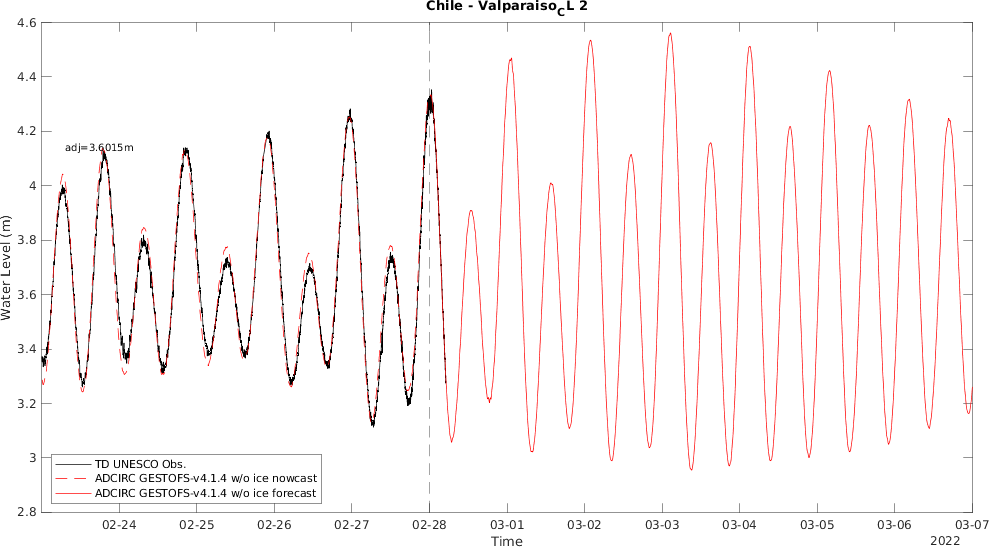 Chile - Valparaiso_CL 2
4.6
4.4
4.2
4
3.8
3.6
3.4
3.2
3
2.8
Water Level (m)
adj=3.6015m
TD UNESCO Obs.
ADCIRC GESTOFS-v4.1.4 w/o ice nowcast
ADCIRC GESTOFS-v4.1.4 w/o ice forecast
02-24 02-25 02-26 02-27 02-28 03-01 03-02 03-03 03-04 03-05 03-06 03-07
Time
2022